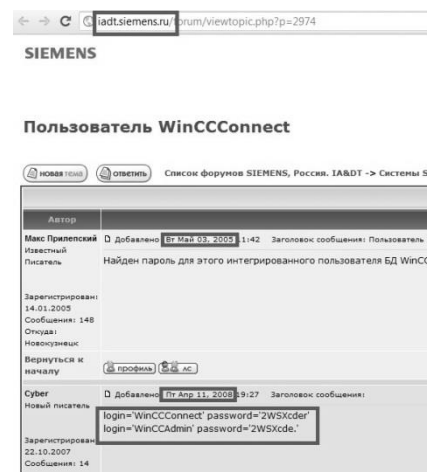 iadt.siemens.ru/forum/viewtopic.php?p=2974
SIEMENS
Пользователь WinCCConnect
новая тема ответить Список форумов SIEMENS, Россия. IA&DT -> Системы S
Автор
Макс Прилепский Добавлено: Вт Май 03, 2005 11:42 Заголовок сообщения: Пользователь
Известный
Писатель
Найден пароль для этого интегрированного пользователя БД WinCC
Зарегистрирован:
14.01.2005
Сообщения: 148
Откуда:
Новокузнецк
Вернуться к
началу
профиль ЛС
Cyber Добавлено: Пт Апр 11, 2008 19:27 Заголовок сообщения:
Новый писатель
login='WinCCConnect' password='2WSXcder'
login='WinCCAdmin' password='2WSXcde.'
Зарегистрирован:
22.10.2007
Сообщения: 14